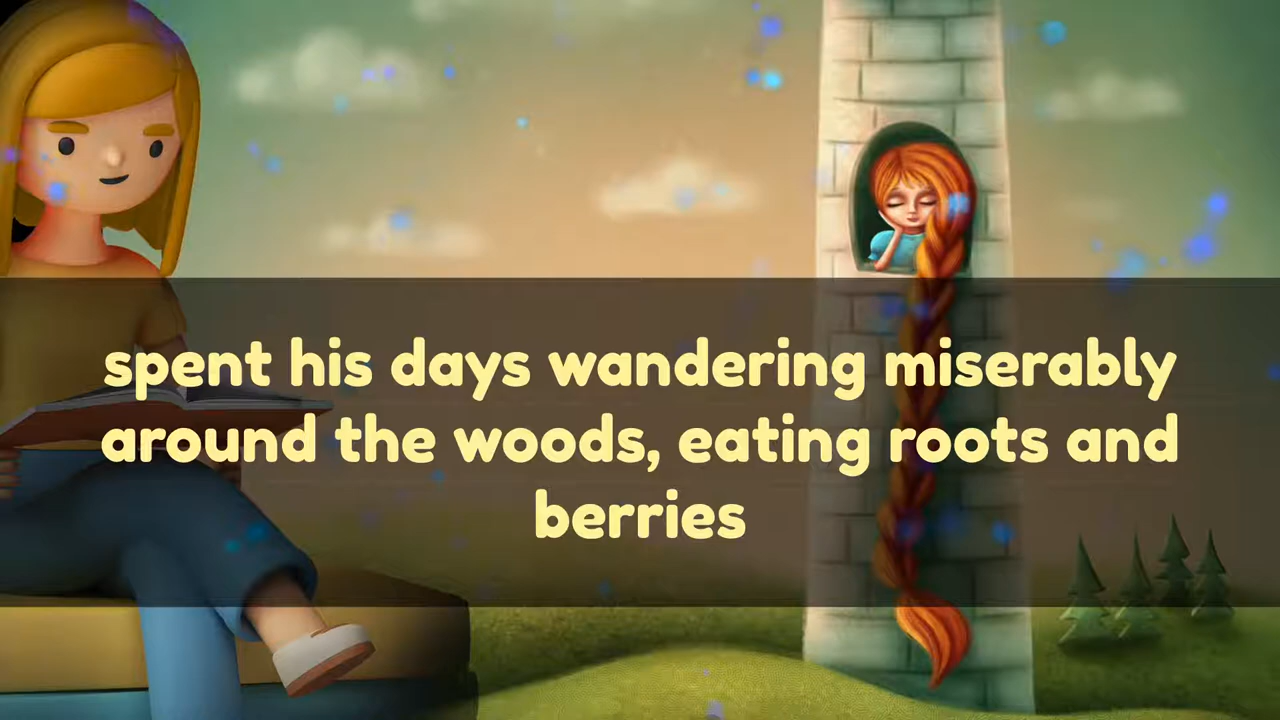 spent his days wandering miserably
around the woods, eating roots and
berries